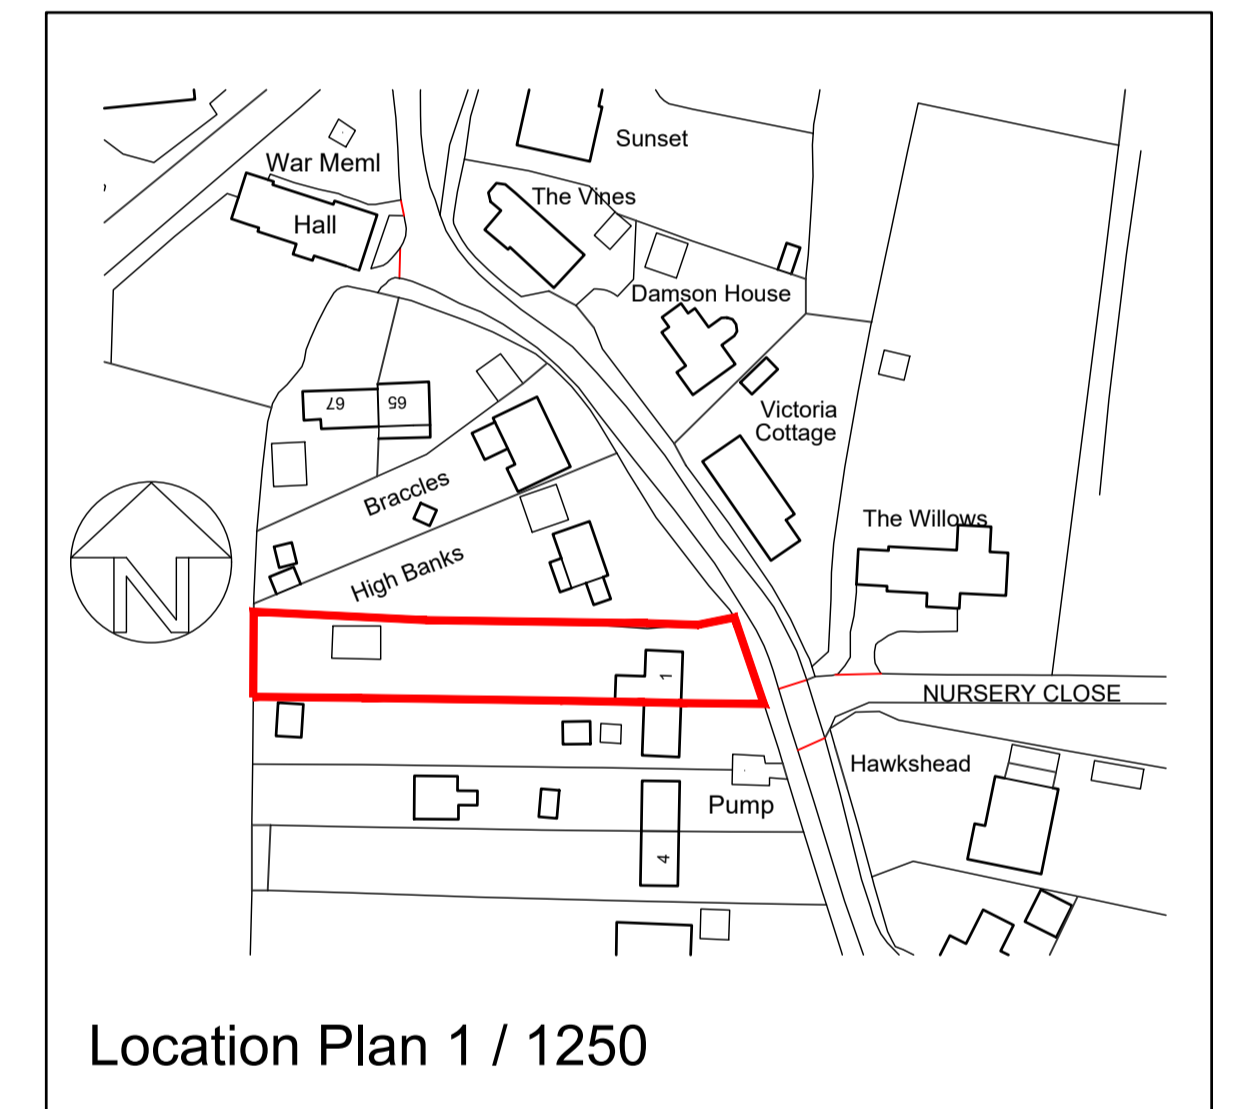 Sunset
War Meml
The Vines
Hall
Damson House
67
65
Victoria
Cottage
Braccles
The Willows
High Banks
N
1
NURSERY CLOSE
Hawkshead
Pump
4
Location Plan 1 / 1250